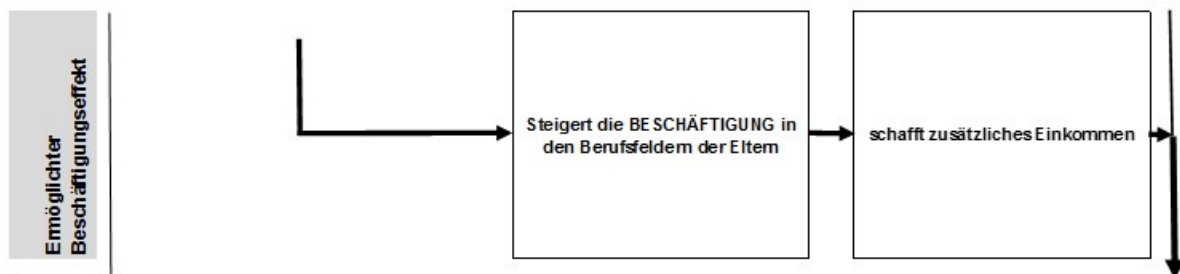 Ermöglichter
Beschäftigungseffekt
Steigert die BESCHÄFTIGUNG in
den Berufsfeldern der Eltern
schafft zusätzliches Einkommen